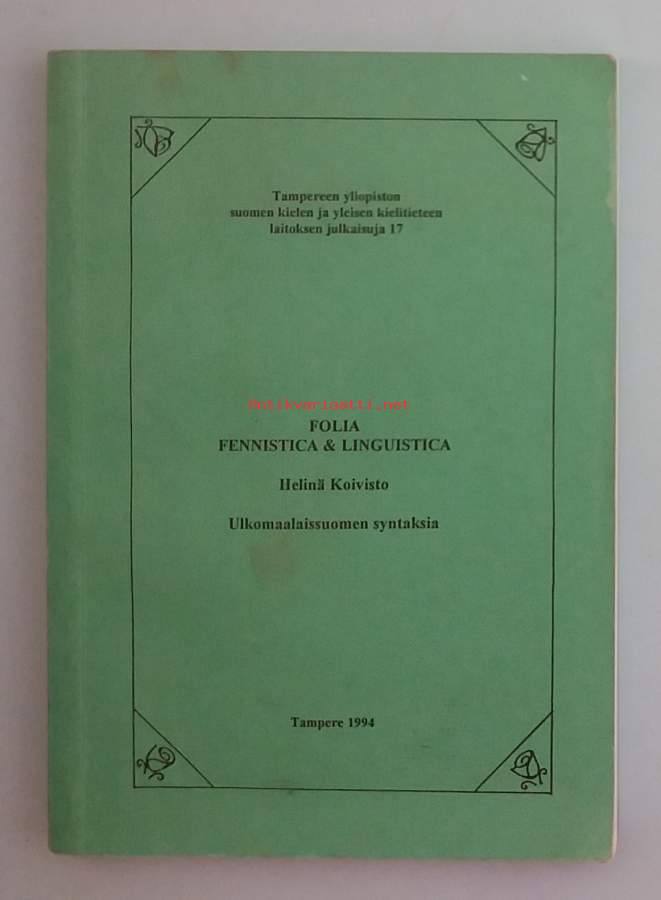 Tampereen yliopiston
suomen kielen ja yleisen kielitieteen
laitoksen julkaisuja 17
Antikvariaatti.net
FOLIA
FENNISTICA & LINGUISTICA
Helinä Koivisto
Ulkomaalaissuomen syntaksia
Tampere 1994